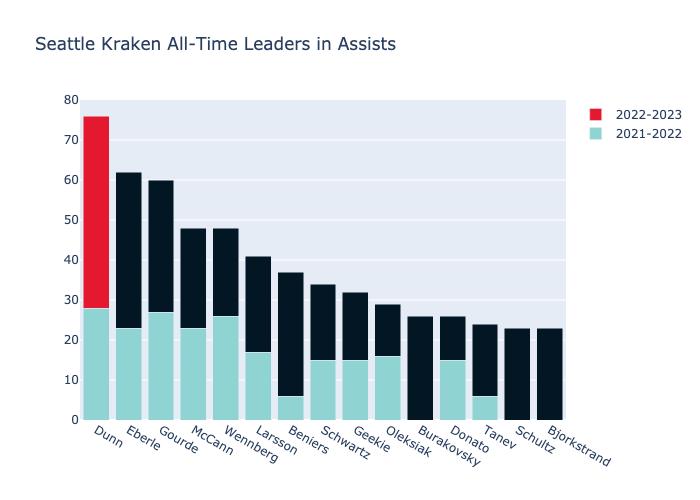 Seattle Kraken All-Time Leaders in Assists
80
70
60
50
40
30
20
10
0
2022-2023
2021-2022
Dunn
Eberle
Gourde
McCann
Wennberg
Larsson
Beniers
Schwartz
Geekie
Oleksiak
Burakovsky
Donato
Tanev
Schultz
Bjorkstrand